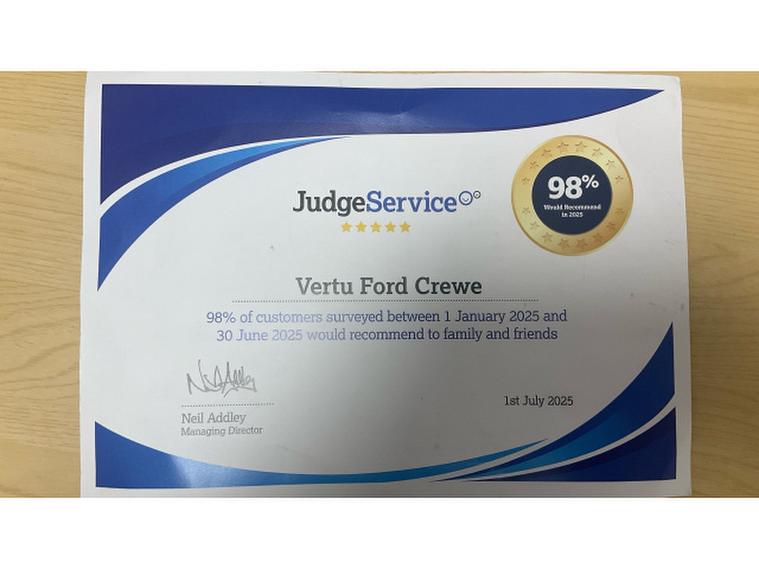 JudgeService
98%
Would Recommend
in 2025
Vertu Ford Crewe
98% of customers surveyed between 1 January 2025 and
30 June 2025 would recommend to family and friends
Neil Addley
Managing Director
1st July 2025